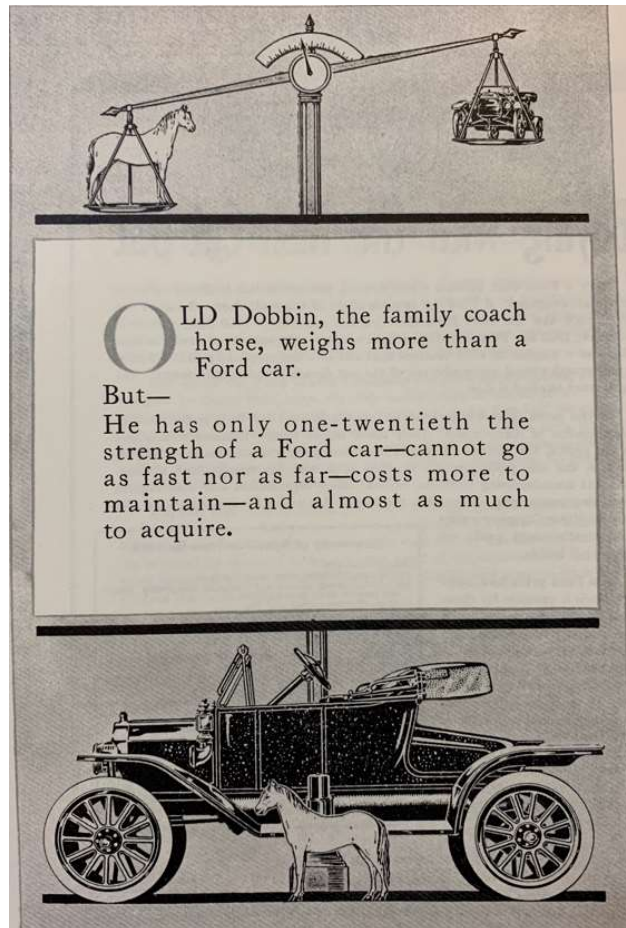 OLD Dobbin, the family coach
horse, weighs more than a
Ford car.
But—
He has only one-twentieth the
strength of a Ford car—cannot go
as fast nor as far—costs more to
maintain—and almost as much
to acquire.